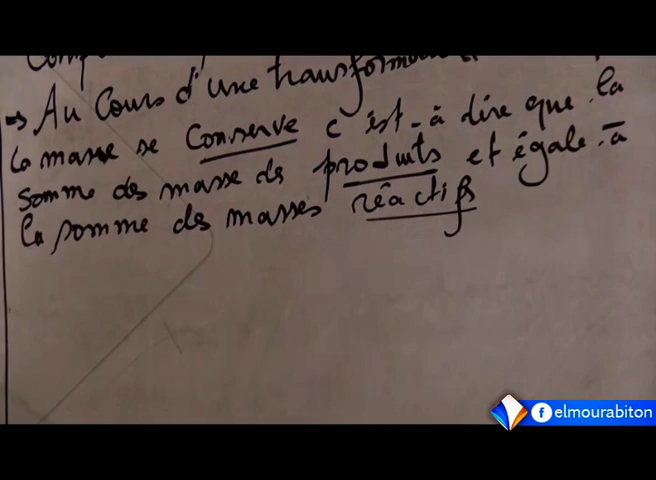 ⇒ Au Cours d'une
la masse se Conserve c'est-à dire que la
somme des masse des produits et égale à
la somme des masses réactifs
elmourabiton